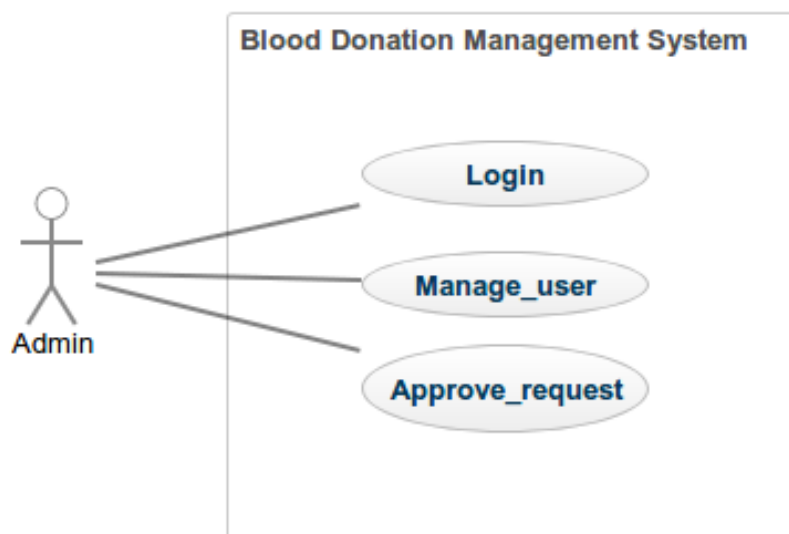 Blood Donation Management System
Login
Manage_user
Approve_request
Admin